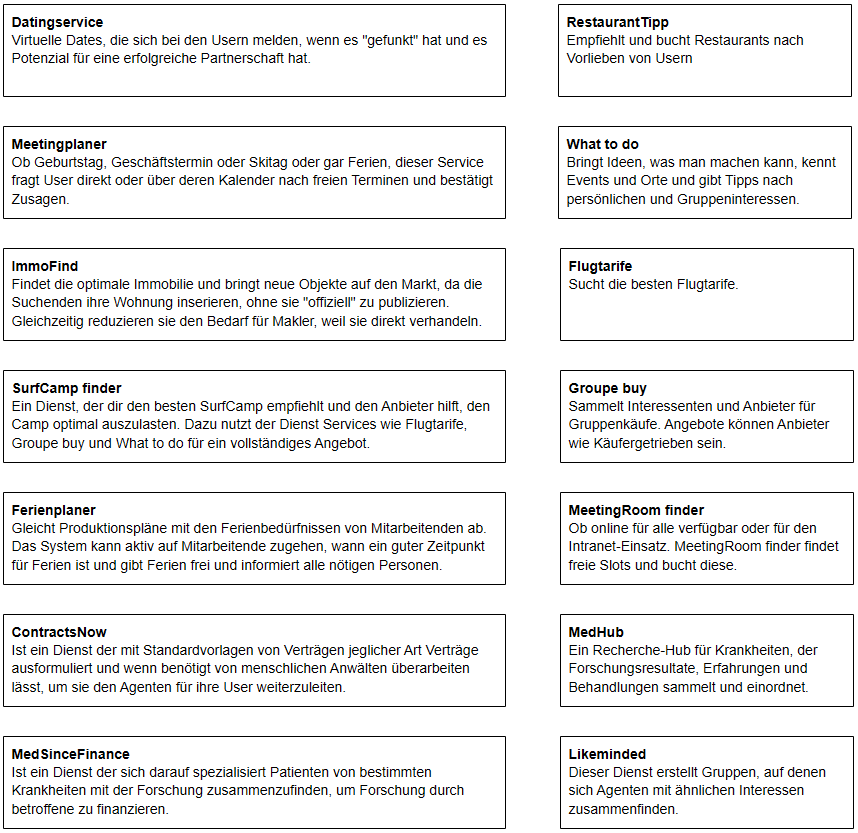 Datingservice
Virtuelle Dates, die sich bei den Usern melden, wenn es "gefunkt" hat und es
Potenzial für eine erfolgreiche Partnerschaft hat.
RestaurantTipp
Empfiehlt und bucht Restaurants nach
Vorlieben von Usern
Meetingplaner
Ob Geburtstag, Geschäftstermin oder Skitag oder gar Ferien, dieser Service
fragt User direkt oder über deren Kalender nach freien Terminen und bestätigt
Zusagen.
What to do
Bringt Ideen, was man machen kann, kennt
Events und Orte und gibt Tipps nach
persönlichen und Gruppeninteressen.
ImmoFind
Findet die optimale Immobilie und bringt neue Objekte auf den Markt, da die
Suchenden ihre Wohnung inserieren, ohne sie "offiziell" zu publizieren.
Gleichzeitig reduzieren sie den Bedarf für Makler, weil sie direkt verhandeln.
Flugtarife
Sucht die besten Flugtarife.
SurfCamp finder
Ein Dienst, der dir den besten SurfCamp empfiehlt und den Anbieter hilft, den
Camp optimal auszulasten. Dazu nutzt der Dienst Services wie Flugtarife,
Groupe buy und What to do für ein vollständiges Angebot.
Groupe buy
Sammelt Interessenten und Anbieter für
Gruppenkäufe. Angebote können Anbieter
wie Käufergetrieben sein.
Ferienplaner
Gleicht Produktionspläne mit den Ferienbedürfnissen von Mitarbeitenden ab.
Das System kann aktiv auf Mitarbeitende zugehen, wann ein guter Zeitpunkt
für Ferien ist und gibt Ferien frei und informiert alle nötigen Personen.
MeetingRoom finder
Ob online für alle verfügbar oder für den
Intranet-Einsatz. MeetingRoom finder findet
freie Slots und bucht diese.
ContractsNow
Ist ein Dienst der mit Standardvorlagen von Verträgen jeglicher Art Verträge
ausformuliert und wenn benötigt von menschlichen Anwälten überarbeiten
lässt, um sie den Agenten für ihre User weiterzuleiten.
MedHub
Ein Recherche-Hub für Krankheiten, der
Forschungsresultate, Erfahrungen und
Behandlungen sammelt und einordnet.
MedSinceFinance
Ist ein Dienst der sich darauf spezialisiert Patienten von bestimmten
Krankheiten mit der Forschung zusammenzufinden, um Forschung durch
betroffene zu finanzieren.
Likeminded
Dieser Dienst erstellt Gruppen, auf denen
sich Agenten mit ähnlichen Interessen
zusammenfinden.